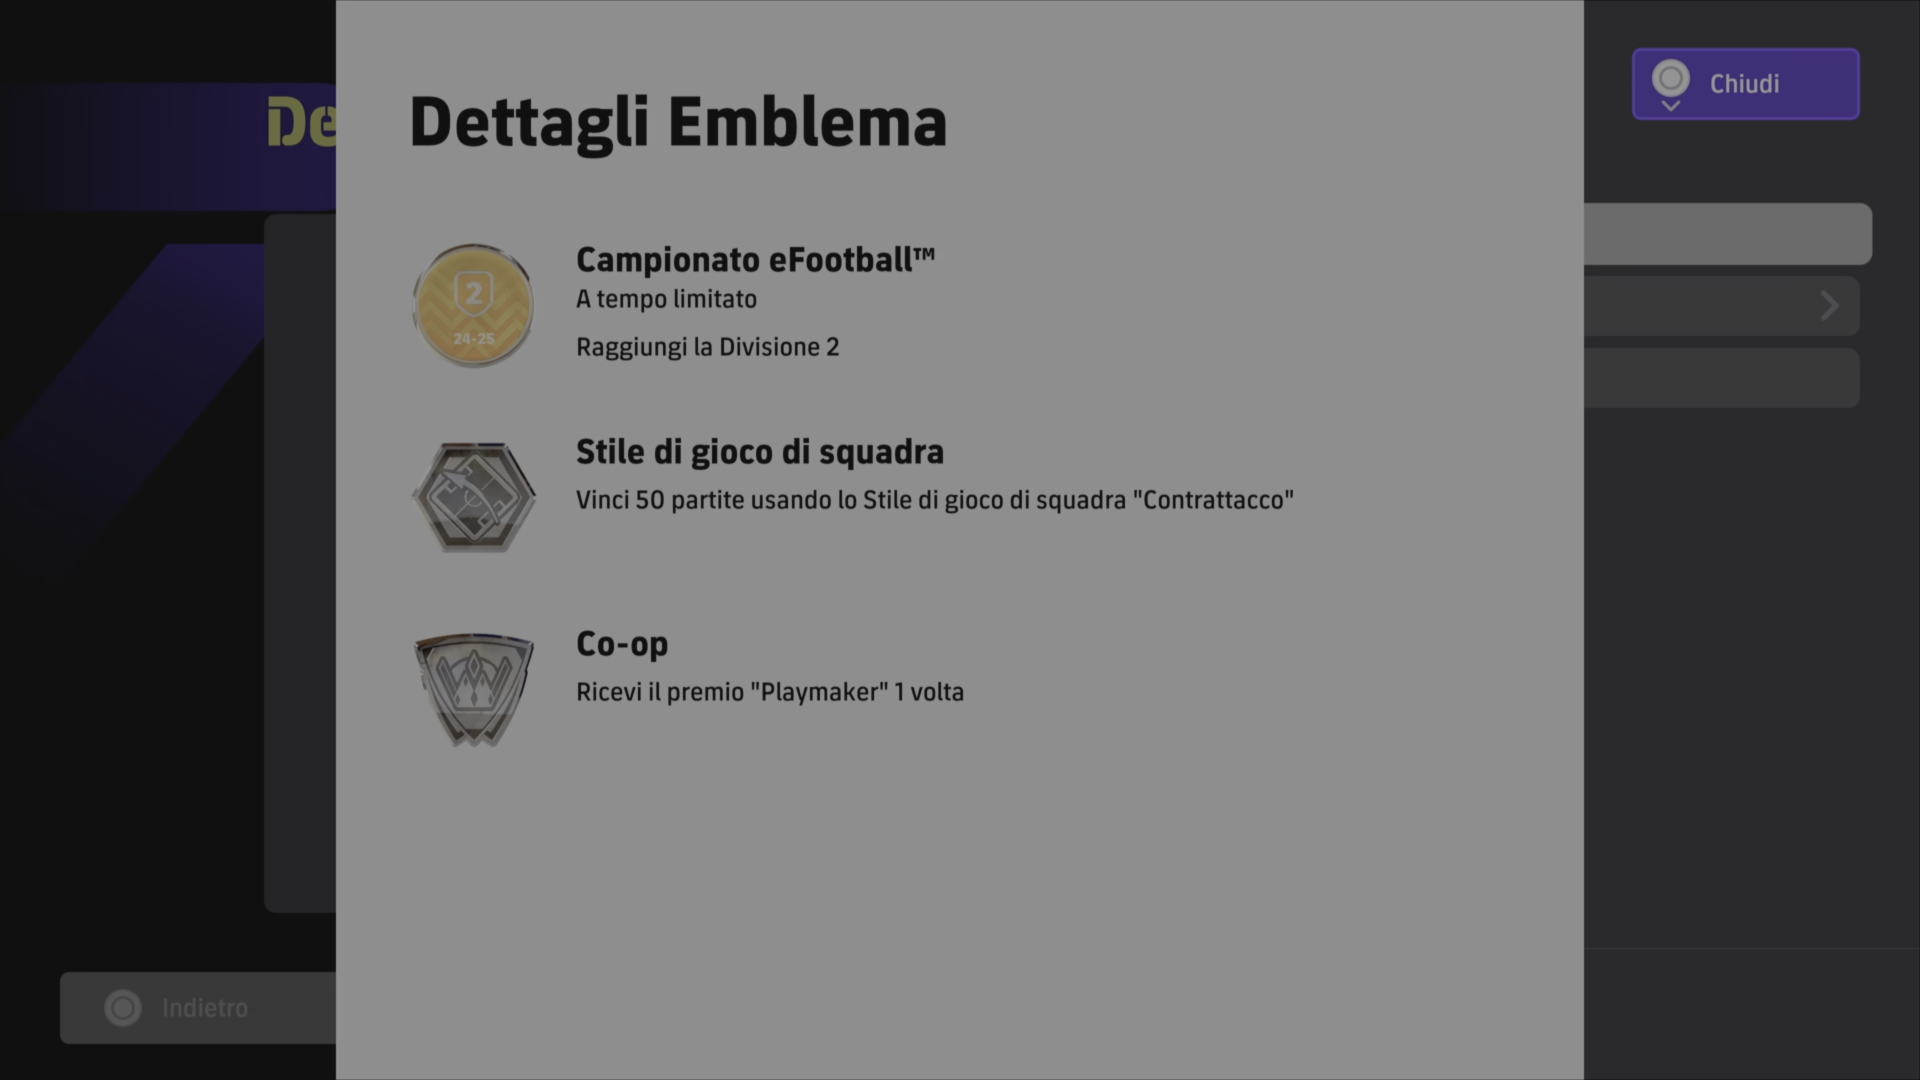 De
Dettagli Emblema
Chiudi
2
24-25
Campionato eFootball™
A tempo limitato
Raggiungi la Divisione 2
Stile di gioco di squadra
Vinci 50 partite usando lo Stile di gioco di squadra "Contrattacco"
Co-op
Ricevi il premio "Playmaker" 1 volta
Indietro